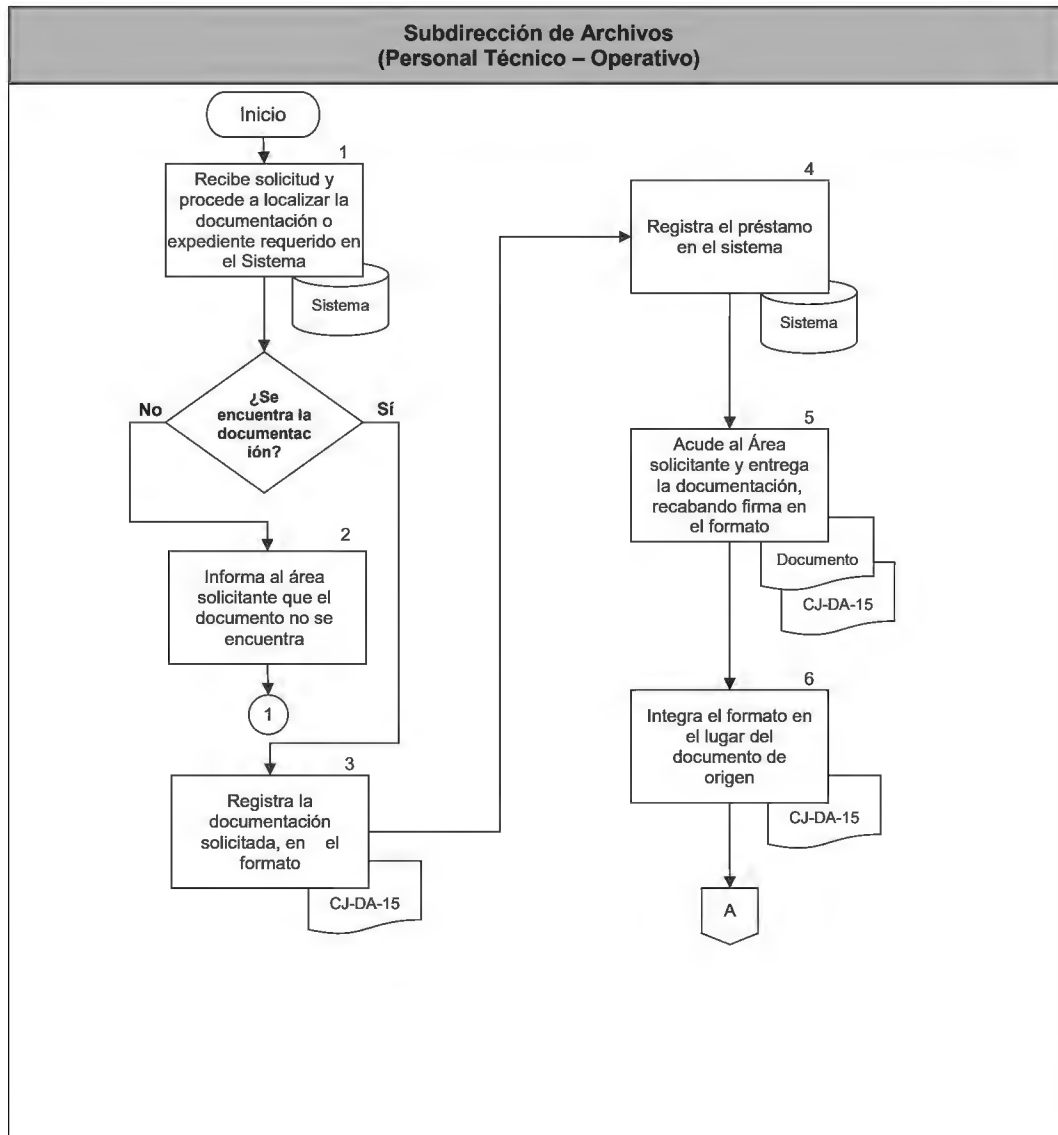 Subdirección de Archivos
(Personal Técnico – Operativo)
Inicio
1
Recibe solicitud y
procede a localizar la
documentación o
expediente requerido en
el Sistema
Sistema
¿Se
encuentra la
documentac
ión?
No
Sí
2
Informa al área
solicitante que el
documento no se
encuentra
1
3
Registra la
documentación
solicitada, en el
formato
CJ-DA-15
4
Registra el préstamo
en el sistema
Sistema
5
Acude al Área
solicitante y entrega
la documentación,
recabando firma en
el formato
Documento
CJ-DA-15
6
Integra el formato en
el lugar del
documento de
origen
CJ-DA-15
A